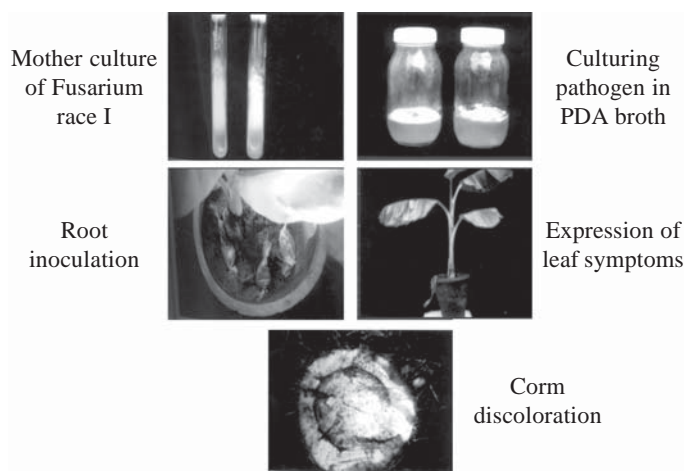 Mother culture
of Fusarium
race I
Culturing
pathogen in
PDA broth
Root
inoculation
Expression of
leaf symptoms
Corm
discoloration